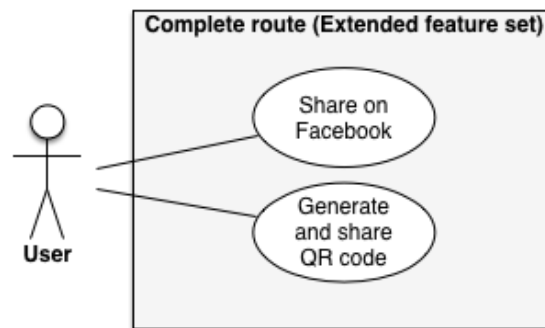 Complete route (Extended feature set)
Share on
Facebook
Generate
and share
QR code
User